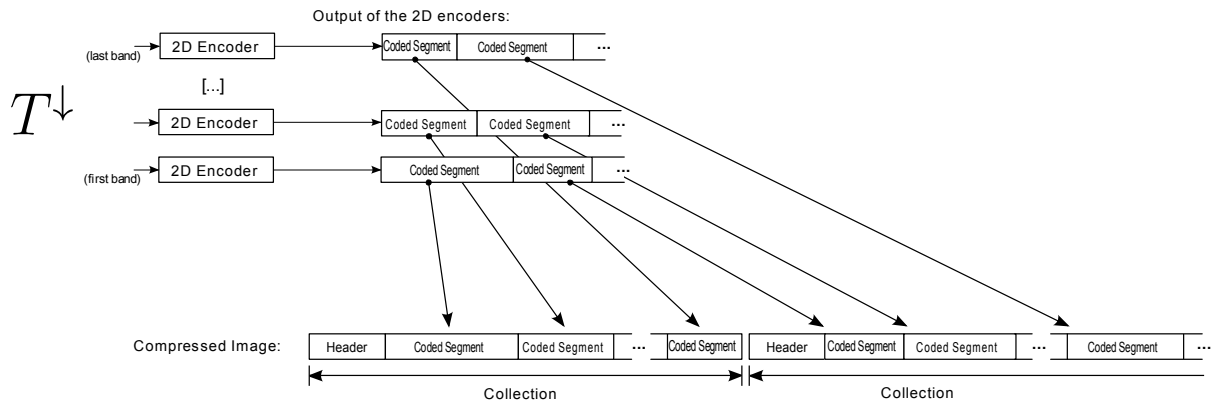 Output of the 2D encoders:
(last band) 2D Encoder Coded Segment Coded Segment ...
[...]
T↓
2D Encoder Coded Segment Coded Segment ...
(first band) 2D Encoder Coded Segment Coded Segment ...
Compressed Image: Header Coded Segment Coded Segment ... Coded Segment Header Coded Segment Coded Segment ... Coded Segment ...
Collection Collection